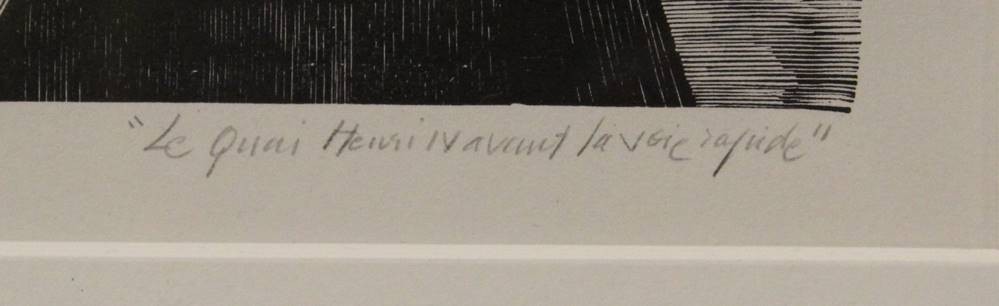 "Le Quai Henri IV avant la voie rapide"